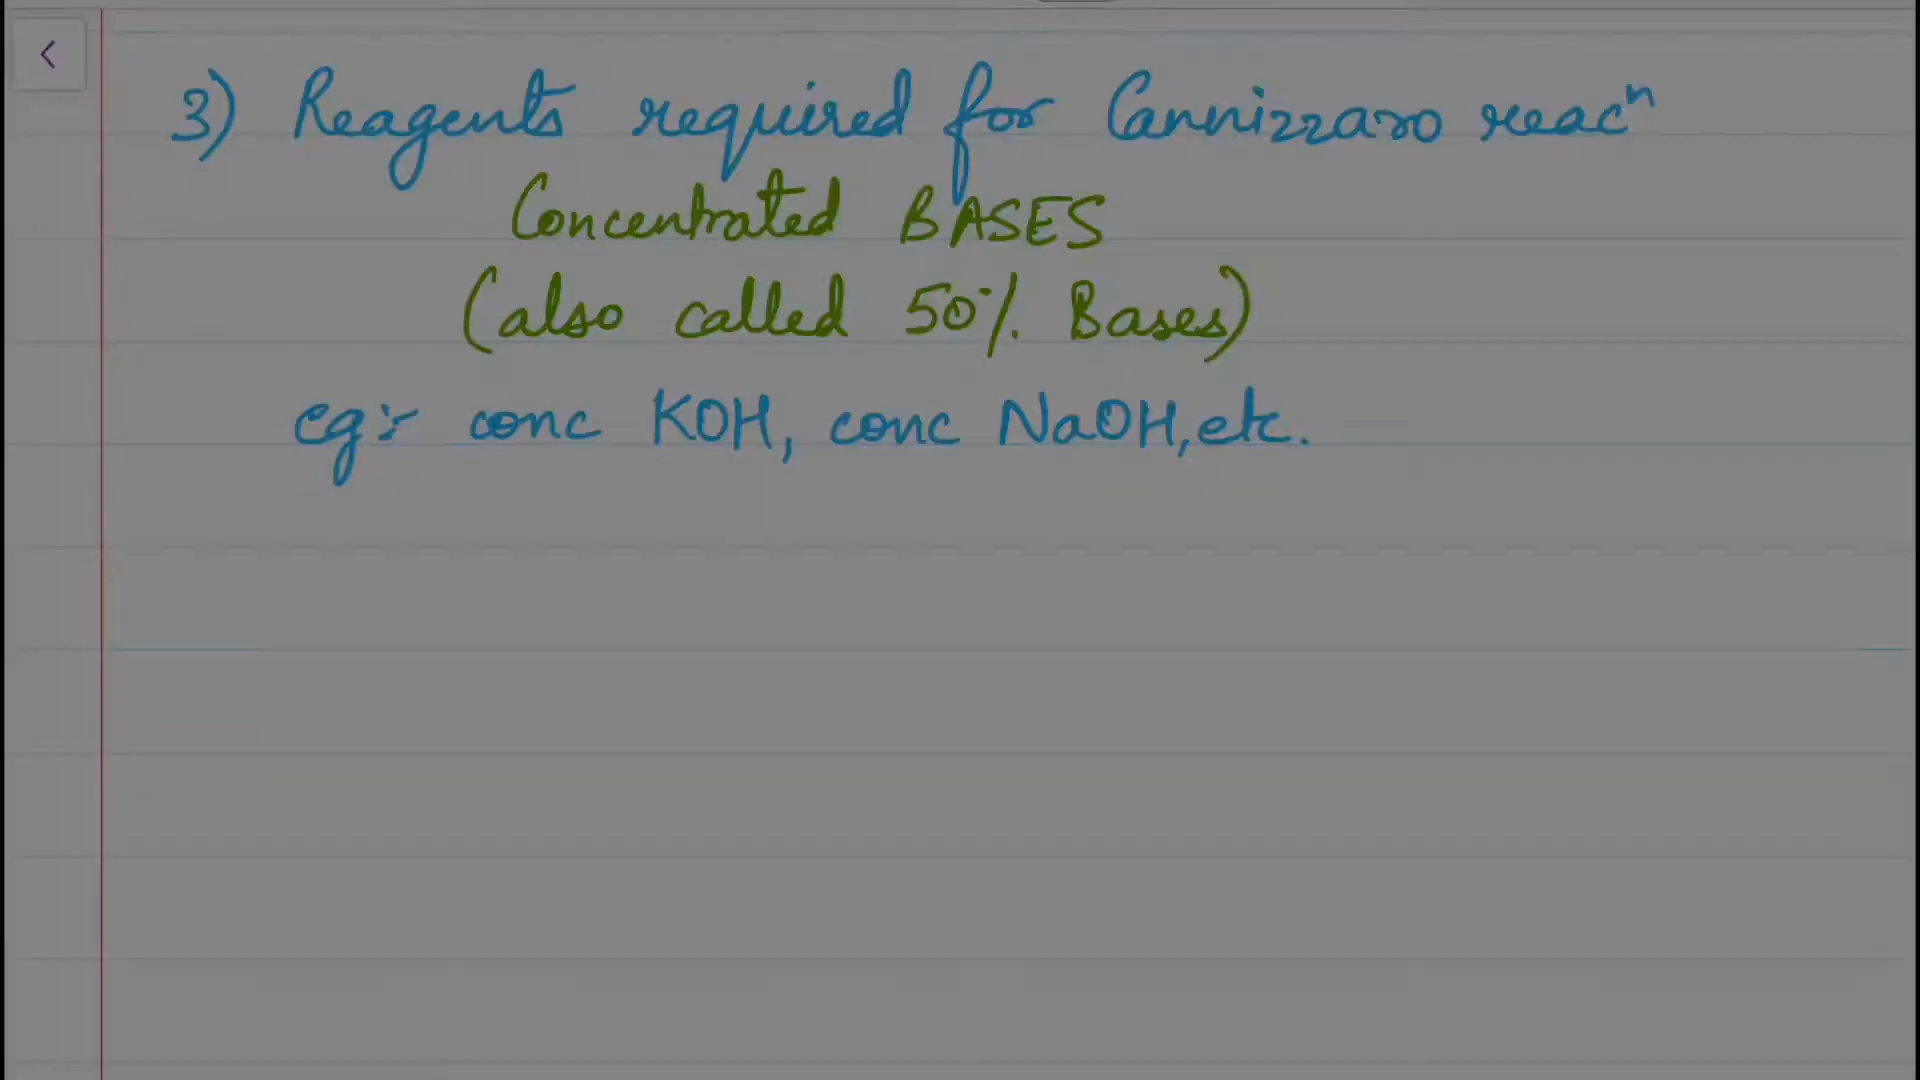 3) Reagents required for Cannizzaro reacⁿ
Concentrated BASES
(also called 50% Bases)
eg:- conc KOH, conc NaOH, etc.